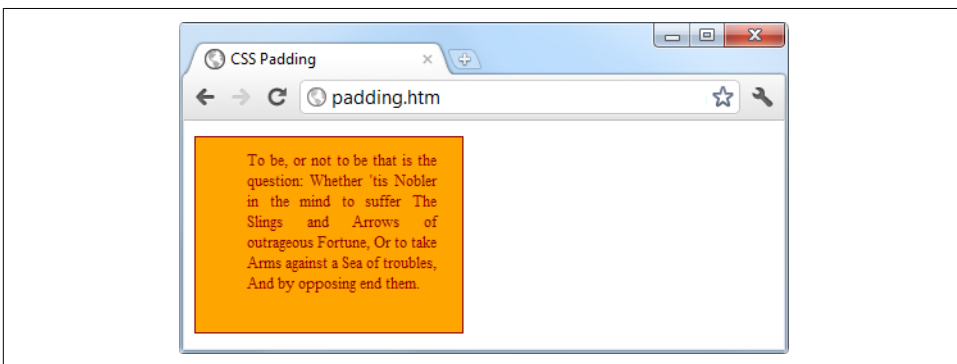 CSS Padding
padding.htm
To be, or not to be that is the
question: Whether 'tis Nobler
in the mind to suffer The
Slings and Arrows of
outrageous Fortune, Or to take
Arms against a Sea of troubles,
And by opposing end them.